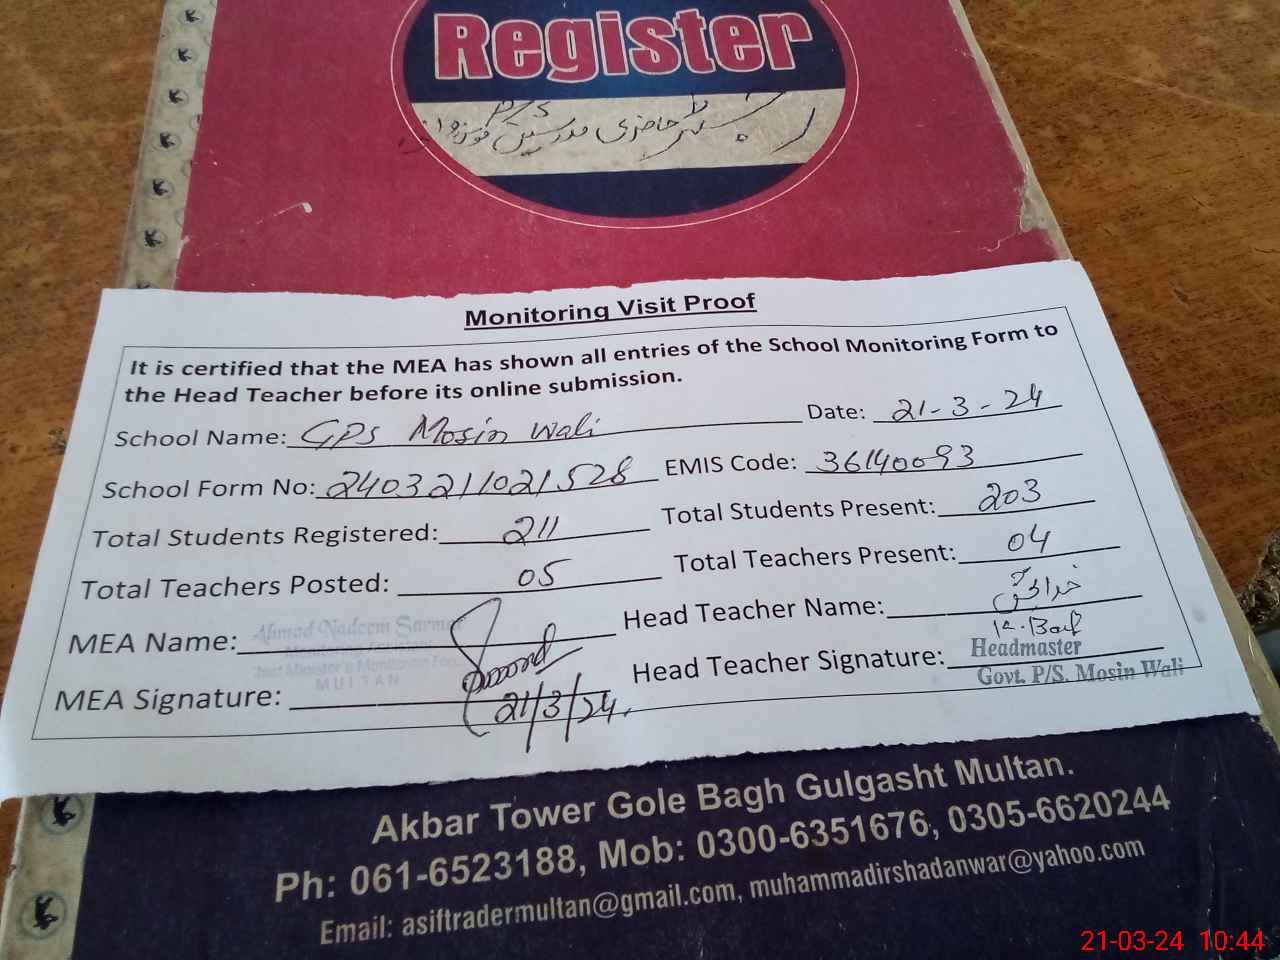 Register
P/S
رجسٹر حاضری مدرسین
Monitoring Visit Proof
It is certified that the MEA has shown all entries of the School Monitoring Form to
the Head Teacher before its online submission.
School Name: GPS Mosin Wali Date: 21-3-24
School Form No: 2403211021528 EMIS Code: 36140093
Total Students Registered: 211 Total Students Present: 203
Total Teachers Posted: 05 Total Teachers Present: 04
MEA Name: Ahmad Nadeem Sarmad Head Teacher Name: خدا بخش
Monitoring Assistant
MULTAN
MEA Signature: 21/3/24. Head Teacher Signature:
Headmaster
Govt. P/S. Mosin Wali
Akbar Tower Gole Bagh Gulgasht Multan.
Ph: 061-6523188, Mob: 0300-6351676, 0305-6620244
Email: asiftradermultan@gmail.com, muhammadirshadanwar@yahoo.com
21-03-24 10:44